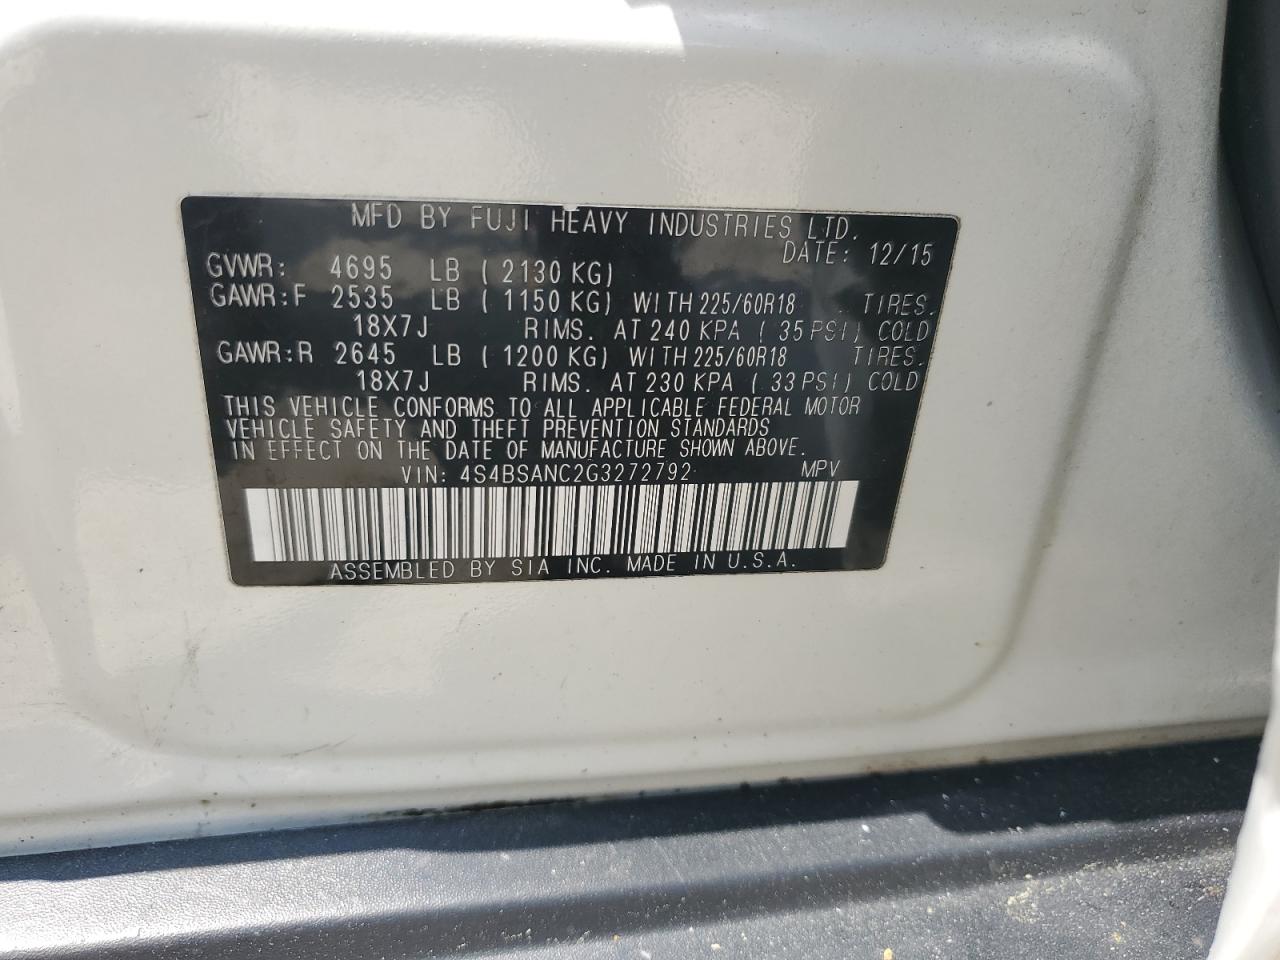 MFD BY FUJI HEAVY INDUSTRIES LTD.
DATE: 12/15
GVWR: 4695 LB ( 2130 KG)
GAWR:F 2535 LB ( 1150 KG) WITH 225/60R18 TIRES.
18X7J RIMS. AT 240 KPA ( 35 PSI) COLD
GAWR:R 2645 LB ( 1200 KG) WITH 225/60R18 TIRES.
18X7J RIMS. AT 230 KPA ( 33 PSI) COLD
THIS VEHICLE CONFORMS TO ALL APPLICABLE FEDERAL MOTOR
VEHICLE SAFETY AND THEFT PREVENTION STANDARDS
IN EFFECT ON THE DATE OF MANUFACTURE SHOWN ABOVE.
VIN: 4S4BSANC2G3272792 MPV
ASSEMBLED BY SIA INC. MADE IN U.S.A.